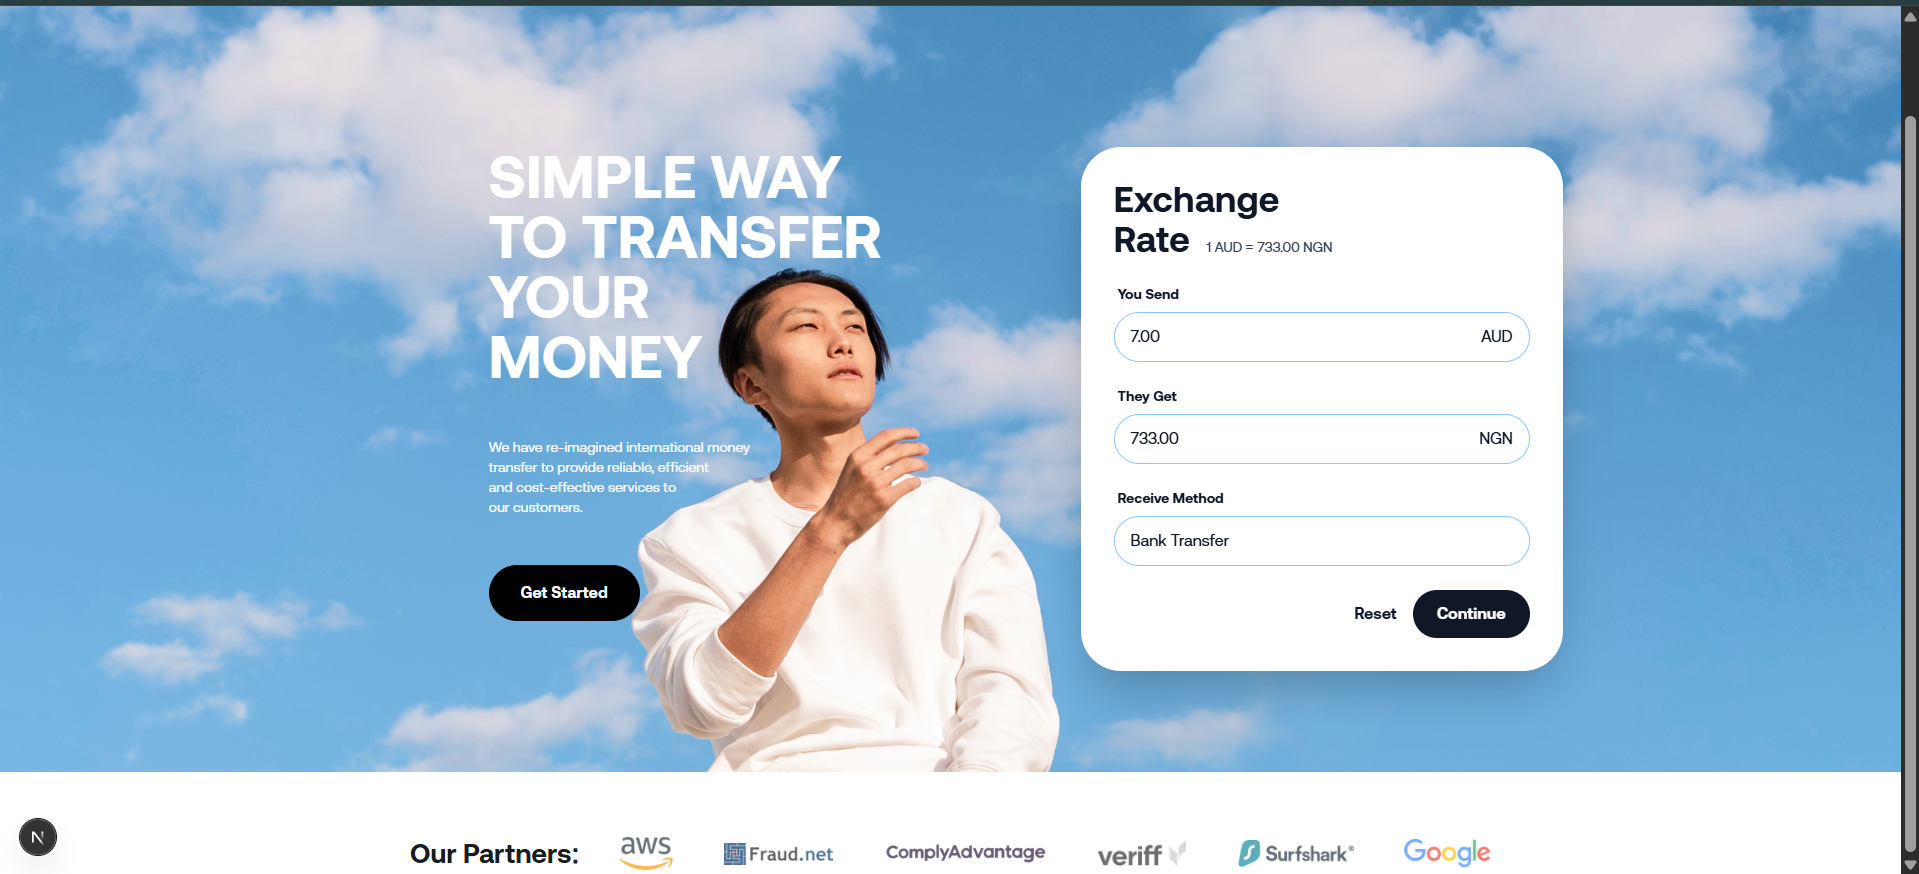 SIMPLE WAY
TO TRANSFER
YOUR
MONEY
We have re-imagined international money
transfer to provide reliable, efficient
and cost-effective services to
our customers.
Get Started
Exchange
Rate 1 AUD = 733.00 NGN
You Send
7.00 AUD
They Get
733.00 NGN
Receive Method
Bank Transfer
Reset Continue
N
Our Partners: aws Fraud.net ComplyAdvantage veriff Surfshark® Google